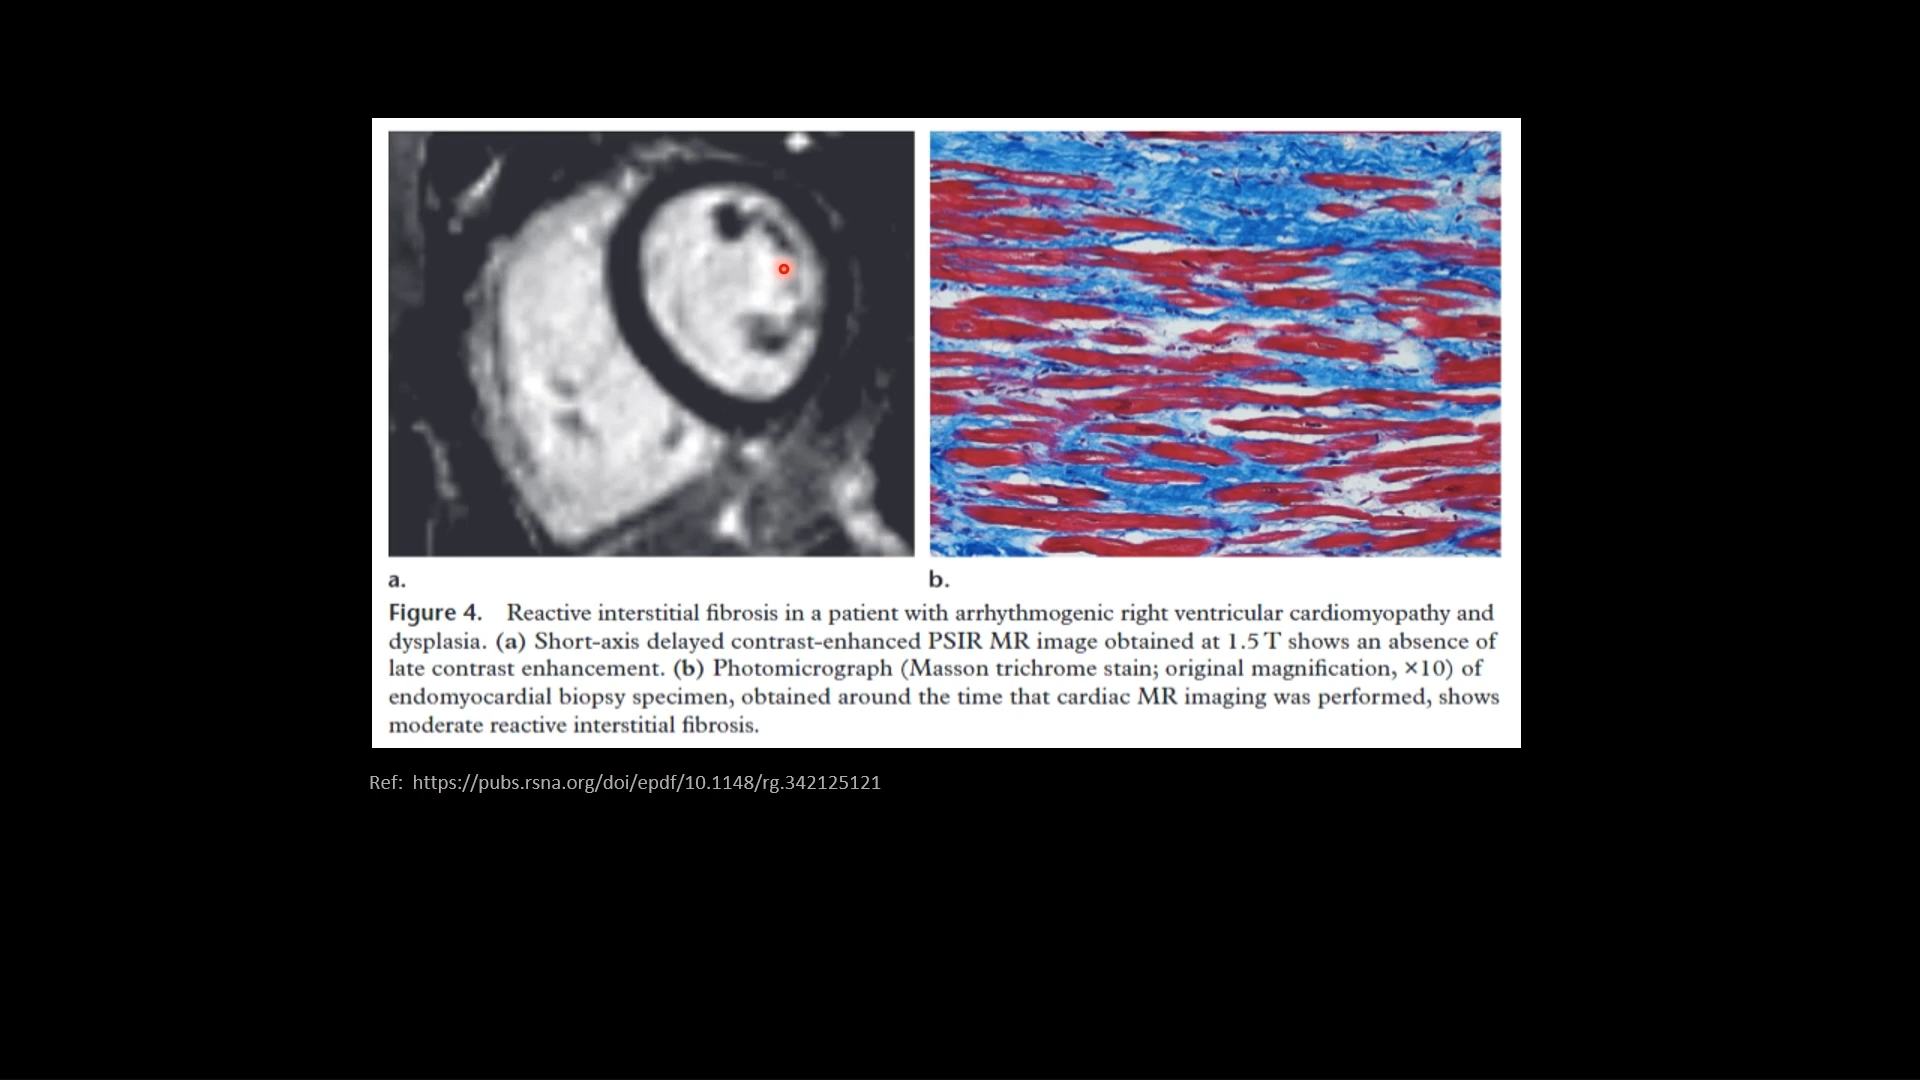 a.
b.
Figure 4. Reactive interstitial fibrosis in a patient with arrhythmogenic right ventricular cardiomyopathy and
dysplasia. (a) Short-axis delayed contrast-enhanced PSIR MR image obtained at 1.5 T shows an absence of
late contrast enhancement. (b) Photomicrograph (Masson trichrome stain; original magnification, ×10) of
endomyocardial biopsy specimen, obtained around the time that cardiac MR imaging was performed, shows
moderate reactive interstitial fibrosis.
Ref: https://pubs.rsna.org/doi/epdf/10.1148/rg.342125121